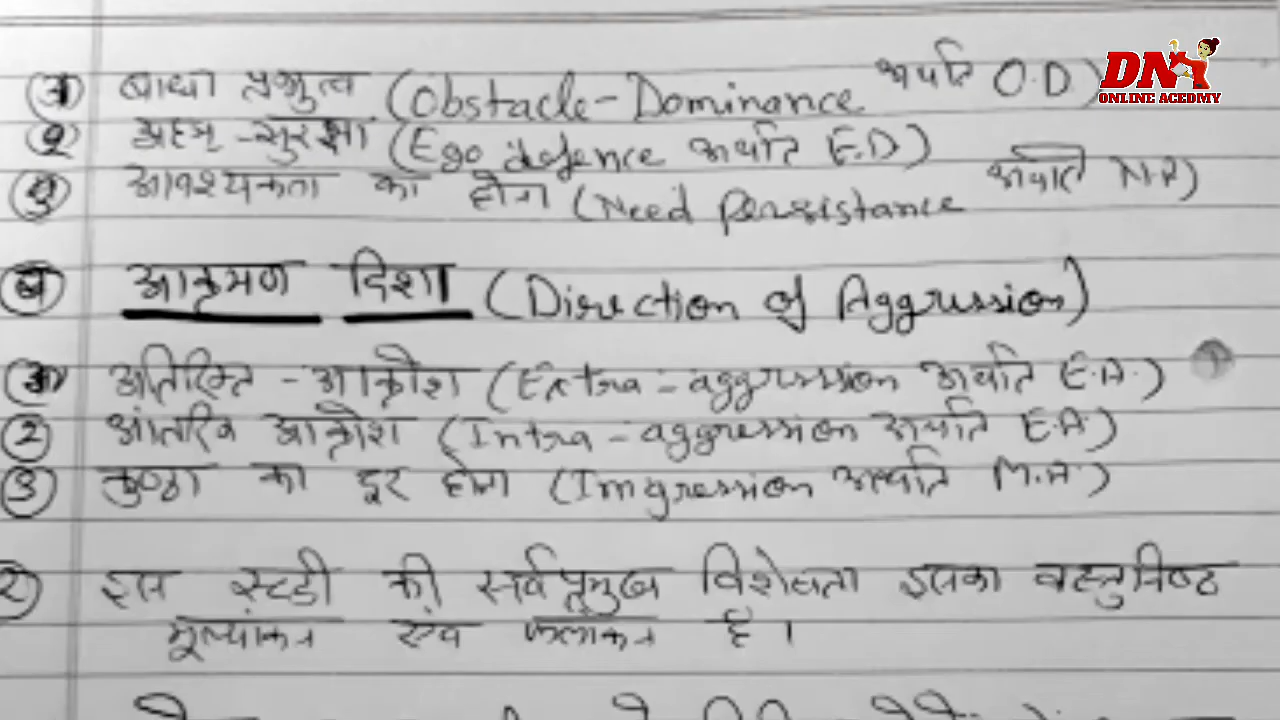 DNA
ONLINE ACEDMY
① बाधा प्रभुत्व (Obstacle-Dominance अर्थात O.D)
② अहम् -सुरक्षा (Ego defence अर्थात E.D)
③ आवश्यकता का होना (Need Persistance अर्थात N.P)
ⓑ आक्रमण दिशा (Direction of Aggression)
① अतिरिक्त - आक्रोश (Extra-aggression अर्थात E.A.)
② आंतरिक आक्रोश (Intra-aggression अर्थात E.A)
③ कुण्ठा का दूर होना (Imgression अर्थात M.A)
② इस स्टडी की सर्वप्रमुख विशेषता इसका वस्तुनिष्ठ
मूल्यांकन एंव फलांकन है।